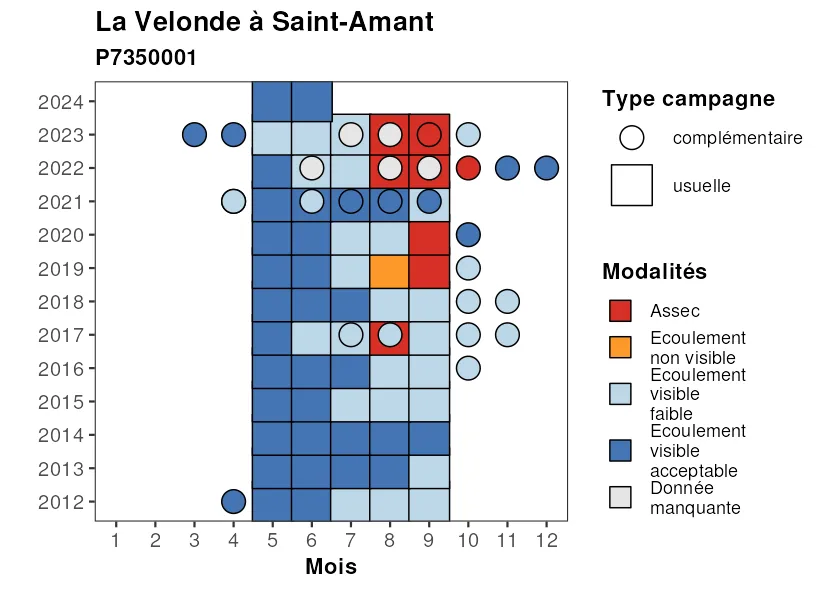 La Velonde à Saint-Amant
P7350001
2024
2023
2022
2021
2020
2019
2018
2017
2016
2015
2014
2013
2012
1 2 3 4 5 6 7 8 9 10 11 12
Mois
Type campagne
complémentaire
usuelle
Modalités
Assec
Ecoulement
non visible
Ecoulement
visible
faible
Ecoulement
visible
acceptable
Donnée
manquante